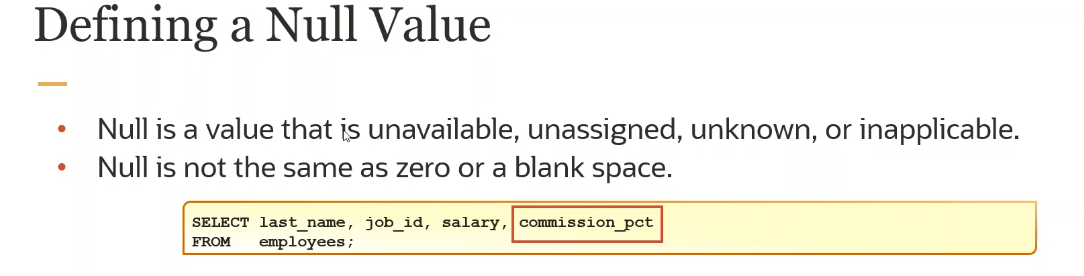 Defining a Null Value
• Null is a value that is unavailable, unassigned, unknown, or inapplicable.
• Null is not the same as zero or a blank space.
SELECT last_name, job_id, salary, commission_pct
FROM   employees;